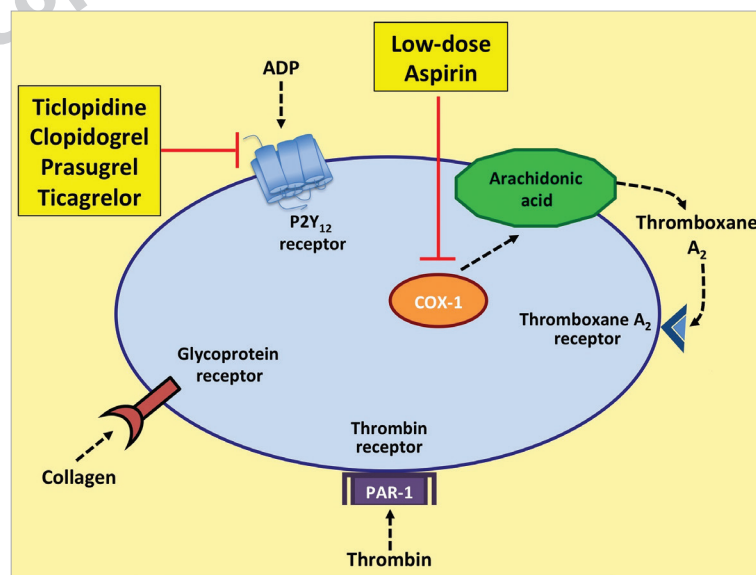 Cop
Low-dose
Aspirin
ADP
Ticlopidine
Clopidogrel
Prasugrel
Ticagrelor
P2Y12
receptor
Arachidonic
acid
Thromboxane
A2
COX-1
Thromboxane A2
receptor
Glycoprotein
receptor
Collagen
Thrombin
receptor
PAR-1
Thrombin